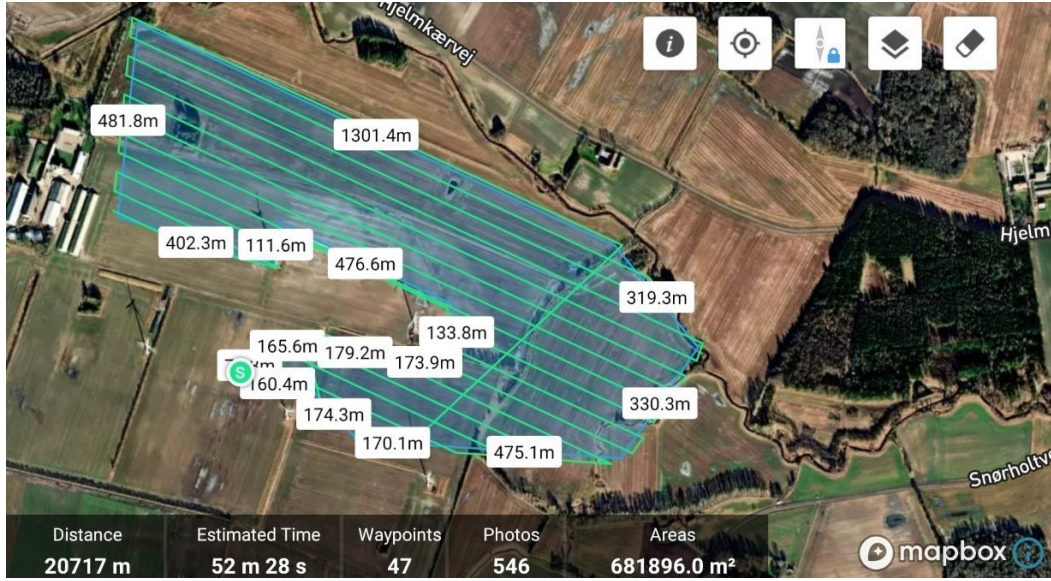 Hjelmkærvej
481.8m
1301.4m
402.3m
111.6m
476.6m
319.3m
133.8m
165.6m
179.2m
173.9m
S
160.4m
330.3m
174.3m
170.1m
475.1m
Hjelm
Snørholtv
Distance
20717 m
Estimated Time
52 m 28 s
Waypoints
47
Photos
546
Areas
681896.0 m²
mapbox
i
i